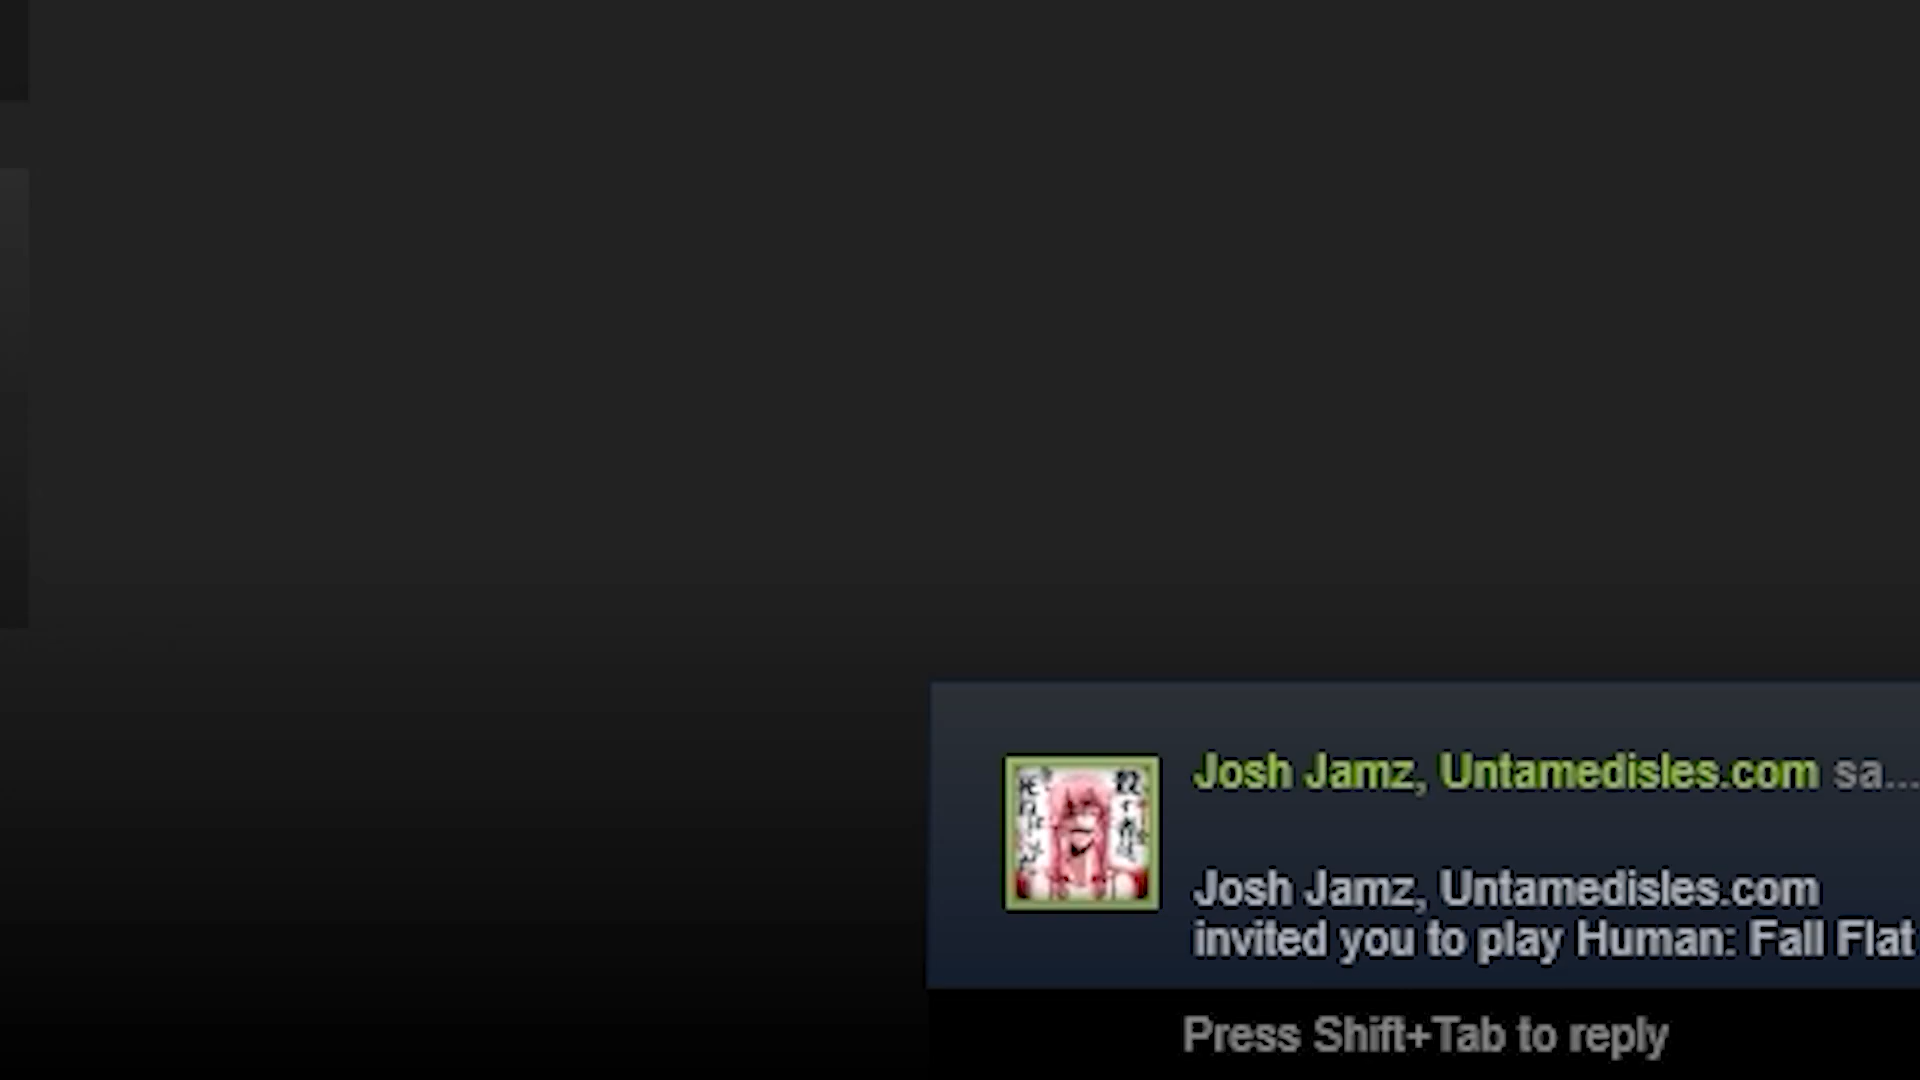 Josh Jamz, Untamedisles.com sa...
Josh Jamz, Untamedisles.com
invited you to play Human: Fall Flat
Press Shift+Tab to reply